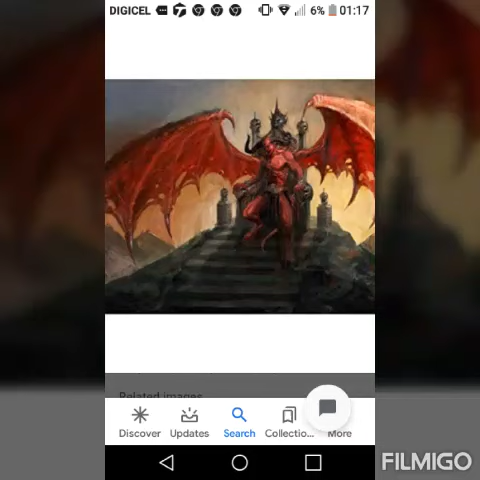 DIGICEL 6% 01:17
Related images
Discover Updates Search Collectio... More
FILMIGO